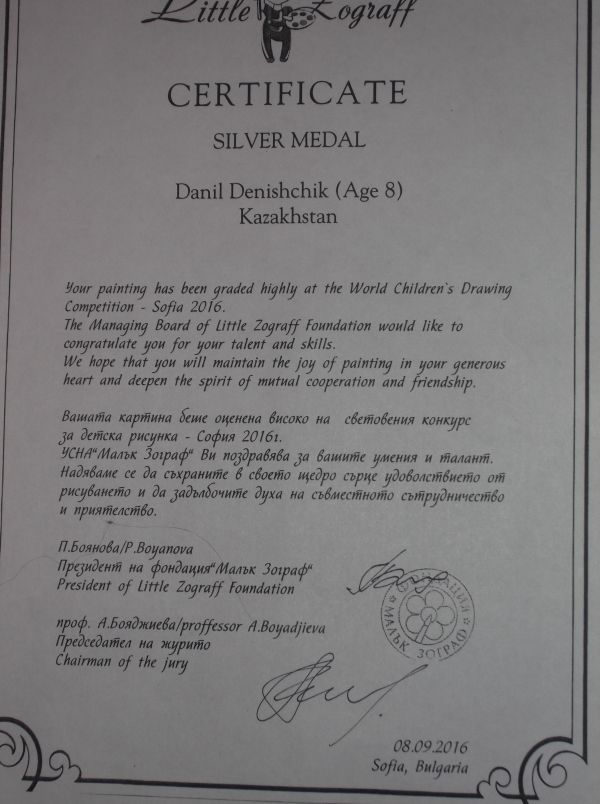 Little Zograff
CERTIFICATE
SILVER MEDAL
Danil Denishchik (Age 8)
Kazakhstan
Your painting has been graded highly at the World Children`s Drawing
Competition - Sofia 2016.
The Managing Board of Little Zograff Foundation would like to
congratulate you for your talent and skills.
We hope that you will maintain the joy of painting in your generous
heart and deepen the spirit of mutual cooperation and friendship.
Вашата картина беше оценена високо на световения конкурс
за детска рисунка - София 2016г.
УСНА"Малък Зограф" Ви поздравява за вашите умения и талант.
Надяваме се да съхраните в своето щедро сърце удоволствието от
рисуването и да задълбочите духа на съвместното сътрудничество
и приятелство.
П.Боянова/P.Boyanova
Президент на фондация"Малък Зограф"
President of Little Zograff Foundation
ФОНДАЦИЯ
МАЛЪК ЗОГРАФ
проф. А.Бояджиева/proffessor A.Boyadjieva
Председател на журито
Chairman of the jury
08.09.2016
Sofia, Bulgaria